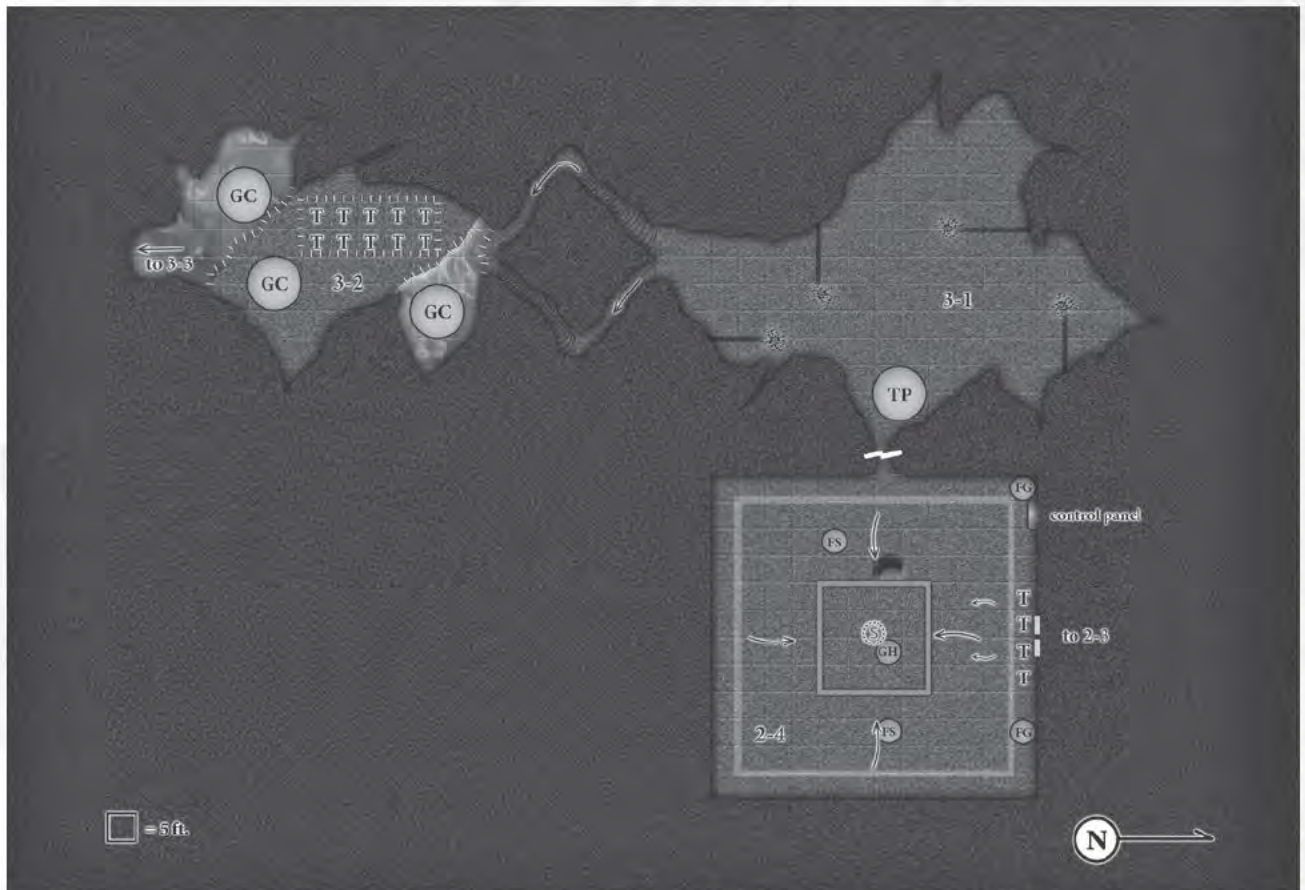 GC
T T T T T
to 3-3
T T T T T
GC
3-2
GC
3-1
TP
FG
control panel
FS
T
T
to 2-3
S
GH
T
T
2-4
FS
FG
= 5 ft.
N